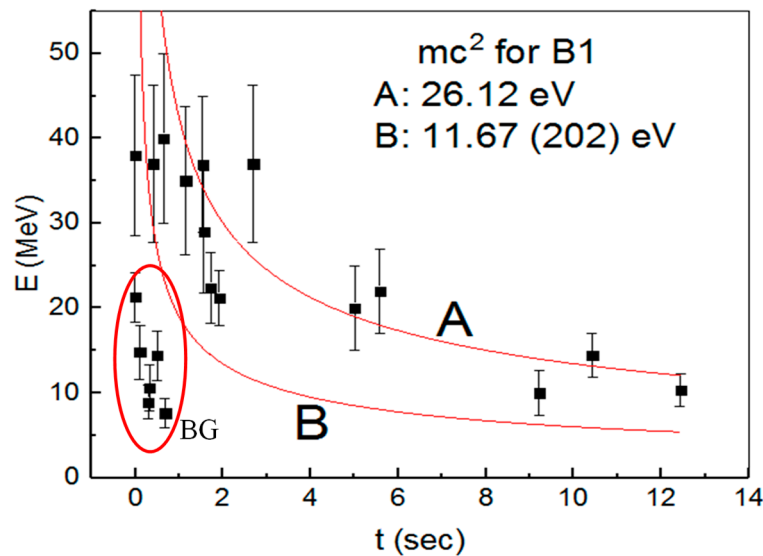 mc² for B1
A: 26.12 eV
B: 11.67 (202) eV
50
40
30
20
10
0
E (MeV)
A
B
BG
0 2 4 6 8 10 12 14
t (sec)